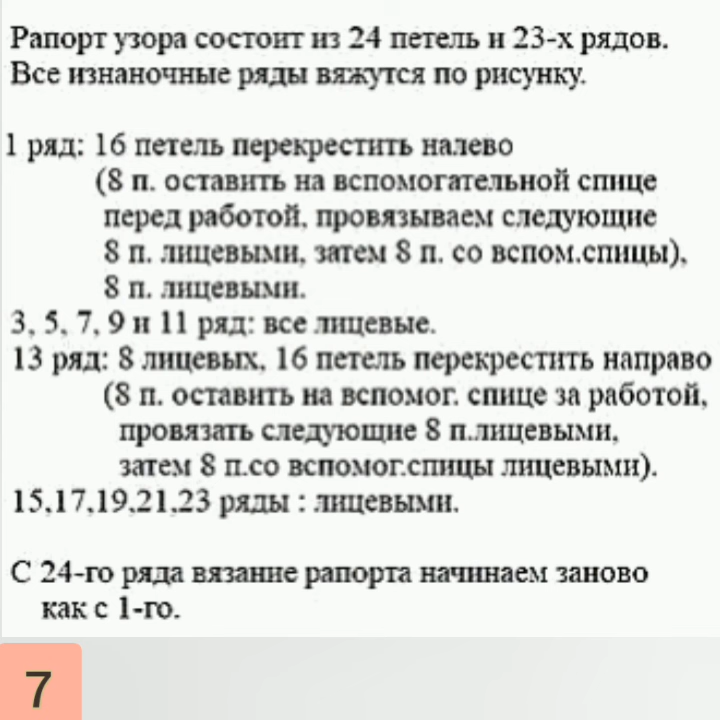 Рапорт узора состоит из 24 петель и 23-х рядов.
Все изнаночные ряды вяжутся по рисунку.
1 ряд: 16 петель перекрестить налево
(8 п. оставить на вспомогательной спице
перед работой, провязываем следующие
8 п. лицевыми, затем 8 п. со вспом.спицы),
8 п. лицевыми.
3, 5, 7, 9 и 11 ряд: все лицевые.
13 ряд: 8 лицевых, 16 петель перекрестить направо
(8 п. оставить на вспомог. спице за работой,
провязать следующие 8 п.лицевыми,
затем 8 п.со вспомог.спицы лицевыми).
15,17,19,21,23 ряды : лицевыми.
С 24-го ряда вязание рапорта начинаем заново
как с 1-го.
7